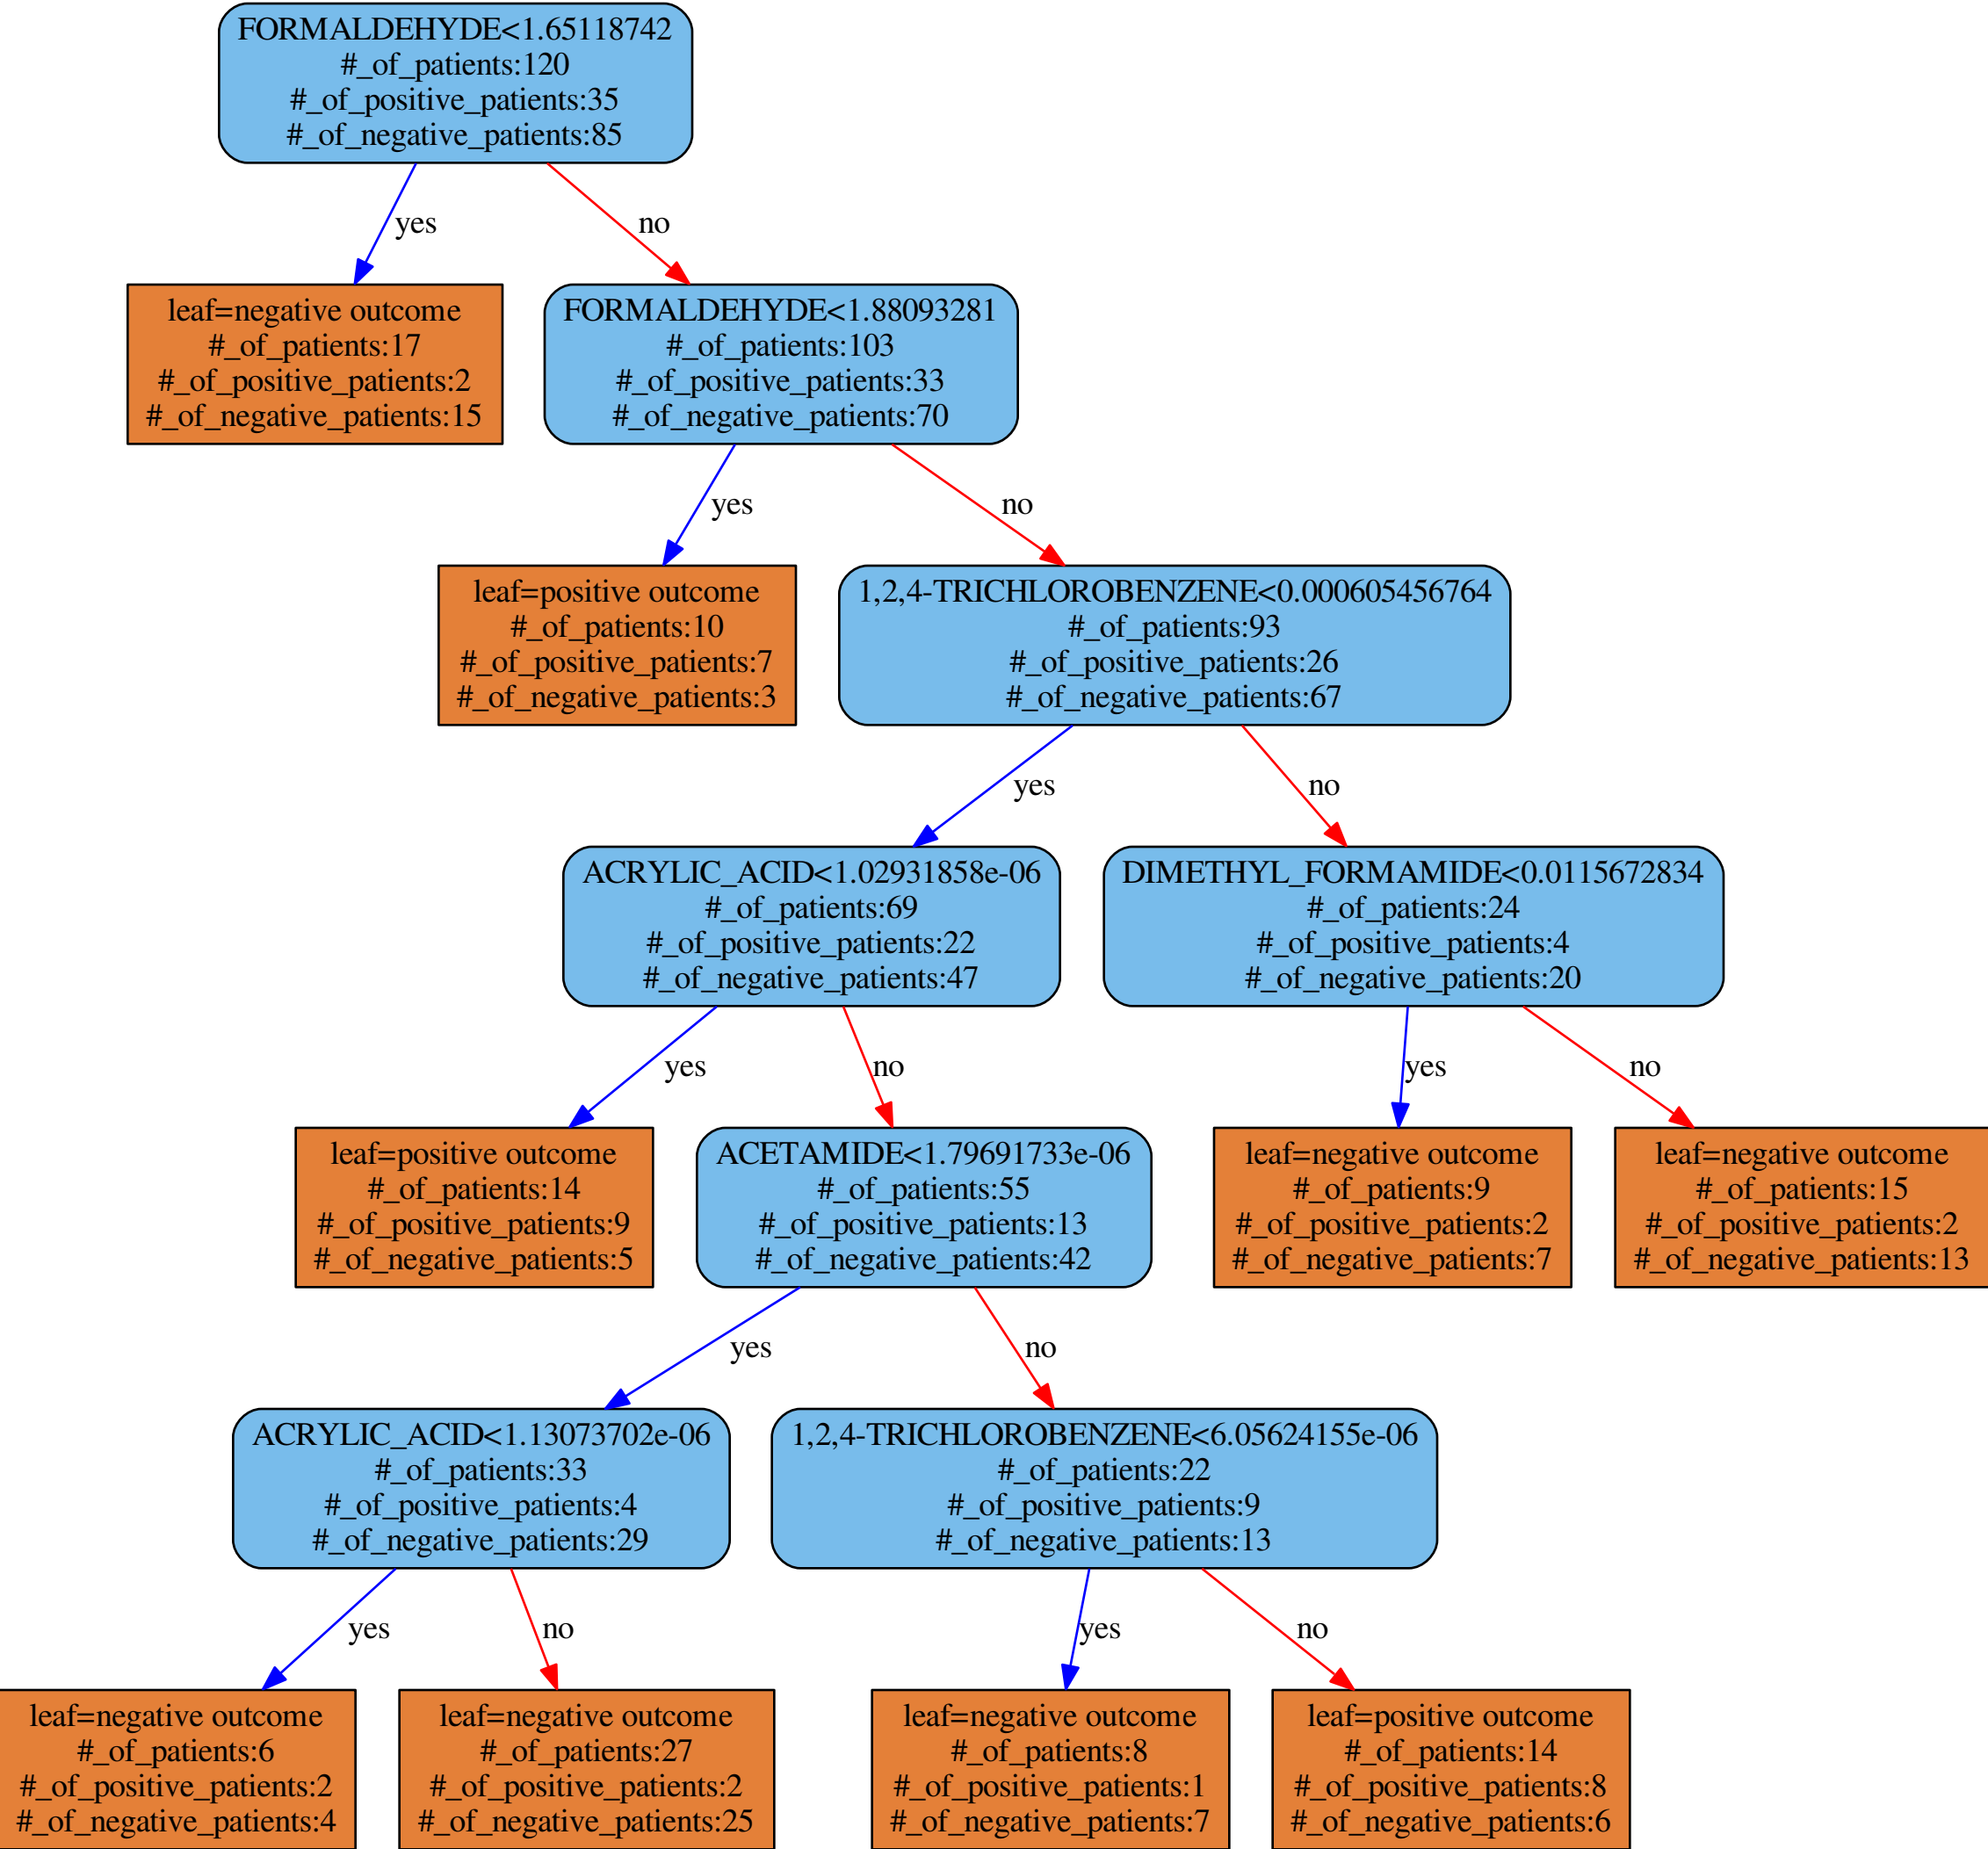 FORMALDEHYDE<1.65118742
#_of_patients:120
#_of_positive_patients:35
#_of_negative_patients:85
yes
no
leaf=negative outcome
#_of_patients:17
#_of_positive_patients:2
#_of_negative_patients:15
FORMALDEHYDE<1.88093281
#_of_patients:103
#_of_positive_patients:33
#_of_negative_patients:70
yes
no
leaf=positive outcome
#_of_patients:10
#_of_positive_patients:7
#_of_negative_patients:3
1,2,4-TRICHLOROBENZENE<0.000605456764
#_of_patients:93
#_of_positive_patients:26
#_of_negative_patients:67
yes
no
ACRYLIC_ACID<1.02931858e-06
#_of_patients:69
#_of_positive_patients:22
#_of_negative_patients:47
DIMETHYL_FORMAMIDE<0.0115672834
#_of_patients:24
#_of_positive_patients:4
#_of_negative_patients:20
yes
no
yes
no
leaf=positive outcome
#_of_patients:14
#_of_positive_patients:9
#_of_negative_patients:5
ACETAMIDE<1.79691733e-06
#_of_patients:55
#_of_positive_patients:13
#_of_negative_patients:42
leaf=negative outcome
#_of_patients:9
#_of_positive_patients:2
#_of_negative_patients:7
leaf=negative outcome
#_of_patients:15
#_of_positive_patients:2
#_of_negative_patients:13
yes
no
ACRYLIC_ACID<1.13073702e-06
#_of_patients:33
#_of_positive_patients:4
#_of_negative_patients:29
1,2,4-TRICHLOROBENZENE<6.05624155e-06
#_of_patients:22
#_of_positive_patients:9
#_of_negative_patients:13
yes
no
yes
no
leaf=negative outcome
#_of_patients:6
#_of_positive_patients:2
#_of_negative_patients:4
leaf=negative outcome
#_of_patients:27
#_of_positive_patients:2
#_of_negative_patients:25
leaf=negative outcome
#_of_patients:8
#_of_positive_patients:1
#_of_negative_patients:7
leaf=positive outcome
#_of_patients:14
#_of_positive_patients:8
#_of_negative_patients:6